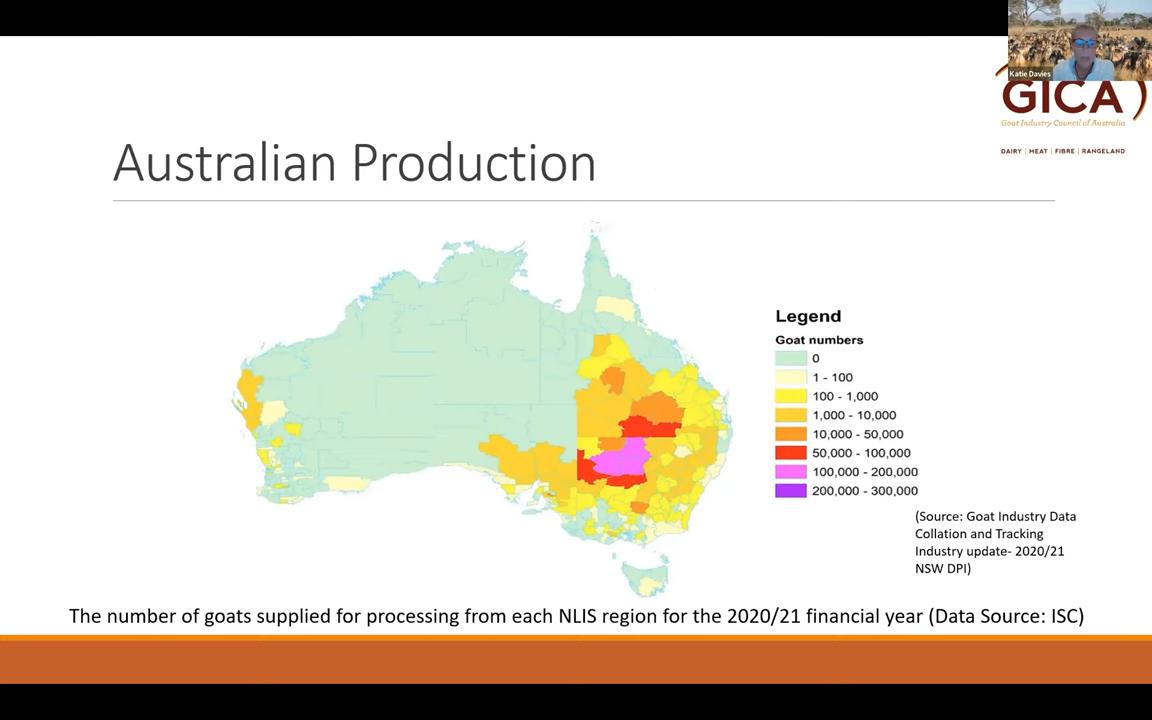 Katie Davies
GICA
Goat Industry Council of Australia
DAIRY | MEAT | FIBRE | RANGELAND
Australian Production
Legend
Goat numbers
0
1 - 100
100 - 1,000
1,000 - 10,000
10,000 - 50,000
50,000 - 100,000
100,000 - 200,000
200,000 - 300,000
(Source: Goat Industry Data
Collation and Tracking
Industry update- 2020/21
NSW DPI)
The number of goats supplied for processing from each NLIS region for the 2020/21 financial year (Data Source: ISC)